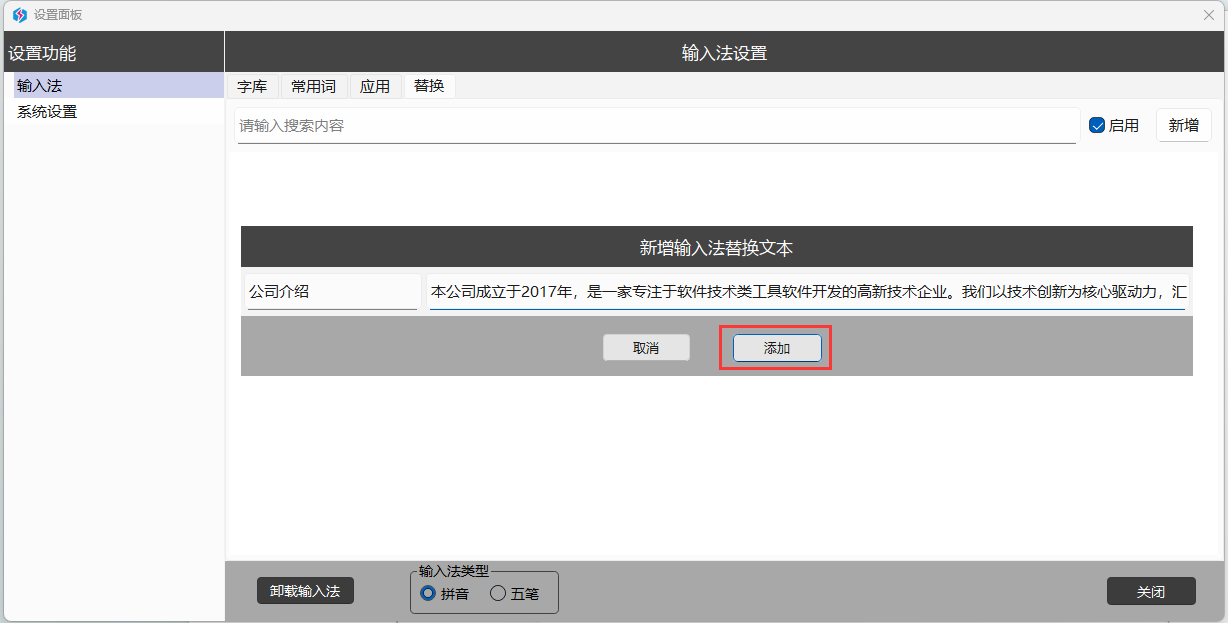 设置面板
设置功能
输入法设置
输入法
系统设置
字库 常用词 应用 替换
请输入搜索内容 启用 新增
新增输入法替换文本
公司介绍 本公司成立于2017年，是一家专注于软件技术类工具软件开发的高新技术企业。我们以技术创新为核心驱动力，汇
取消 添加
输入法类型
卸载输入法 拼音 五笔 关闭